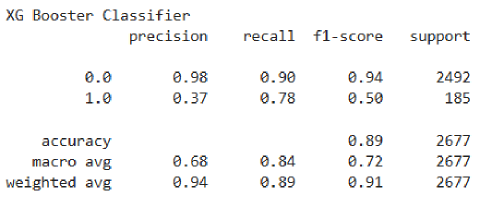 XG Booster Classifier
precision recall f1-score support
0.0 0.98 0.90 0.94 2492
1.0 0.37 0.78 0.50 185
accuracy 0.89 2677
macro avg 0.68 0.84 0.72 2677
weighted avg 0.94 0.89 0.91 2677